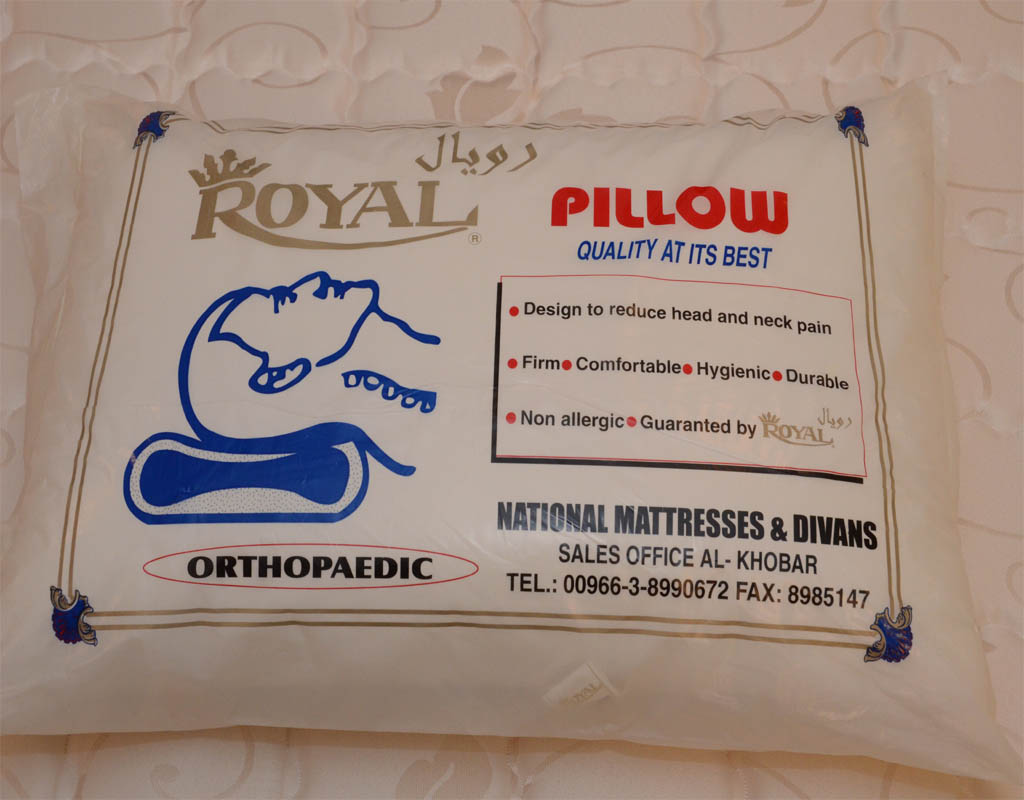 رويال
ROYAL ®
PILLOW
QUALITY AT ITS BEST
• Design to reduce head and neck pain
• Firm • Comfortable • Hygienic • Durable
• Non allergic • Guaranted by ROYAL رويال
ORTHOPAEDIC
NATIONAL MATTRESSES & DIVANS
SALES OFFICE AL- KHOBAR
TEL.: 00966-3-8990672 FAX: 8985147
ROYAL